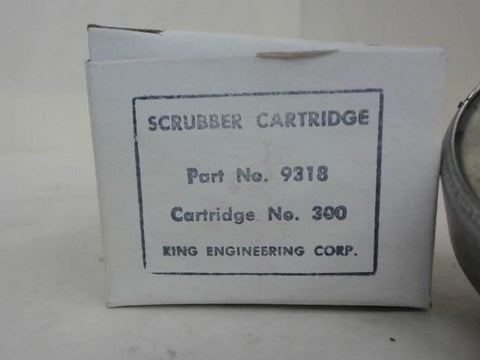 SCRUBBER CARTRIDGE
Part No. 9318
Cartridge No. 300
KING ENGINEERING CORP.